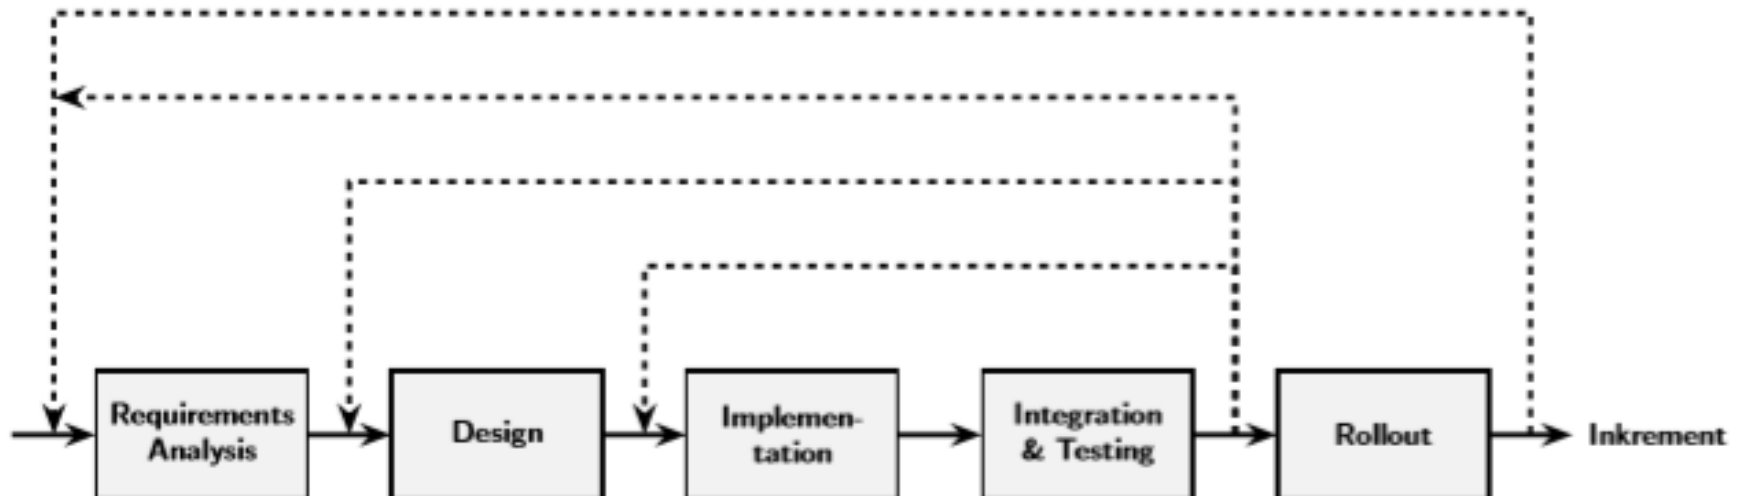 Requirements
Analysis
Design
Implemen-
tation
Integration
& Testing
Rollout
Inkrement